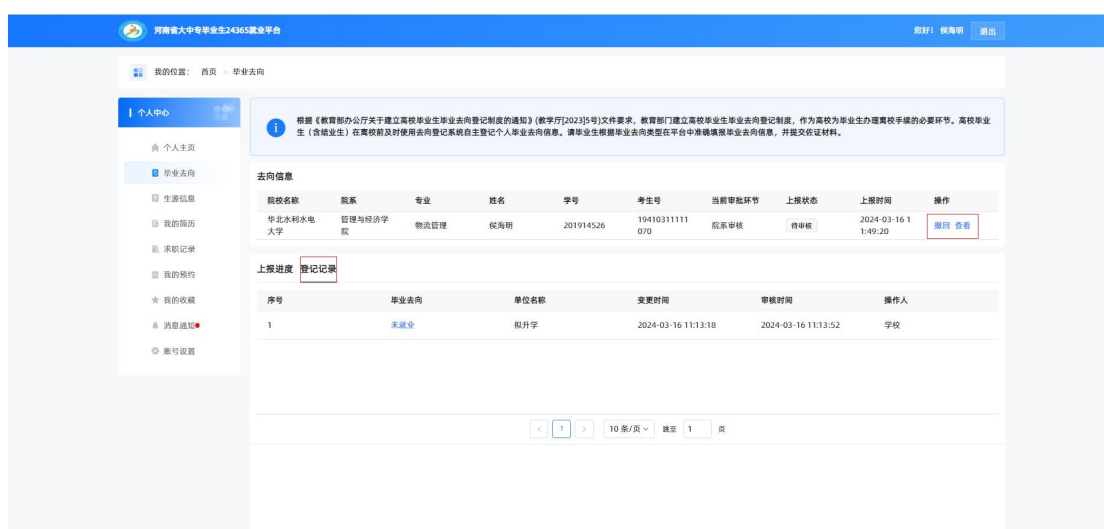 河南省大中专毕业生24365就业平台
您好！ 侯海明 退出
我的位置： 首页 > 毕业去向
个人中心
个人主页
毕业去向
生源信息
我的简历
求职记录
我的预约
我的收藏
消息通知
账号设置
根据《教育部办公厅关于建立高校毕业生毕业去向登记制度的通知》(教学厅[2023]5号)文件要求，教育部门建立高校毕业生毕业去向登记制度，作为高校为毕业生办理离校手续的必要环节。高校毕业
生（含结业生）在离校前及时使用去向登记系统自主登记个人毕业去向信息。请毕业生根据毕业去向类型在平台中准确填报毕业去向信息，并提交佐证材料。
去向信息
院校名称 院系 专业 姓名 学号 考生号 当前审批环节 上报状态 上报时间 操作
华北水利水电 管理与经济学 物流管理 侯海明 201914526 19410311111 院系审核 待审核 2024-03-16 1 撤回 查看
大学 院 070 1:49:20
上报进度 登记记录
序号 毕业去向 单位名称 变更时间 审核时间 操作人
1 未就业 拟升学 2024-03-16 11:13:18 2024-03-16 11:13:52 学校
< 1 > 10 条/页 跳至 1 页